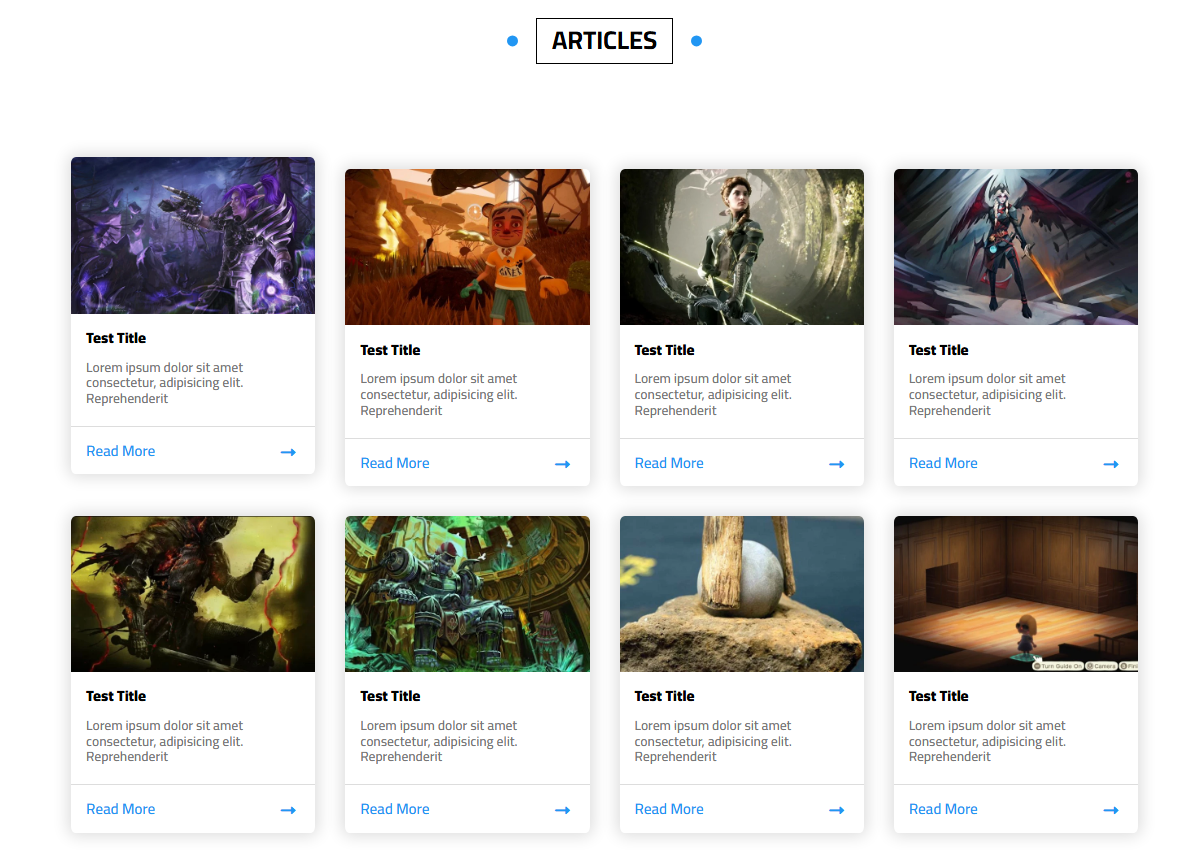 ARTICLES
Test Title
Lorem ipsum dolor sit amet
consectetur, adipisicing elit.
Reprehenderit
Read More
Test Title
Lorem ipsum dolor sit amet
consectetur, adipisicing elit.
Reprehenderit
Read More
Test Title
Lorem ipsum dolor sit amet
consectetur, adipisicing elit.
Reprehenderit
Read More
Test Title
Lorem ipsum dolor sit amet
consectetur, adipisicing elit.
Reprehenderit
Read More
Test Title
Lorem ipsum dolor sit amet
consectetur, adipisicing elit.
Reprehenderit
Read More
Test Title
Lorem ipsum dolor sit amet
consectetur, adipisicing elit.
Reprehenderit
Read More
Test Title
Lorem ipsum dolor sit amet
consectetur, adipisicing elit.
Reprehenderit
Read More
Turn Guide On Camera
Test Title
Lorem ipsum dolor sit amet
consectetur, adipisicing elit.
Reprehenderit
Read More